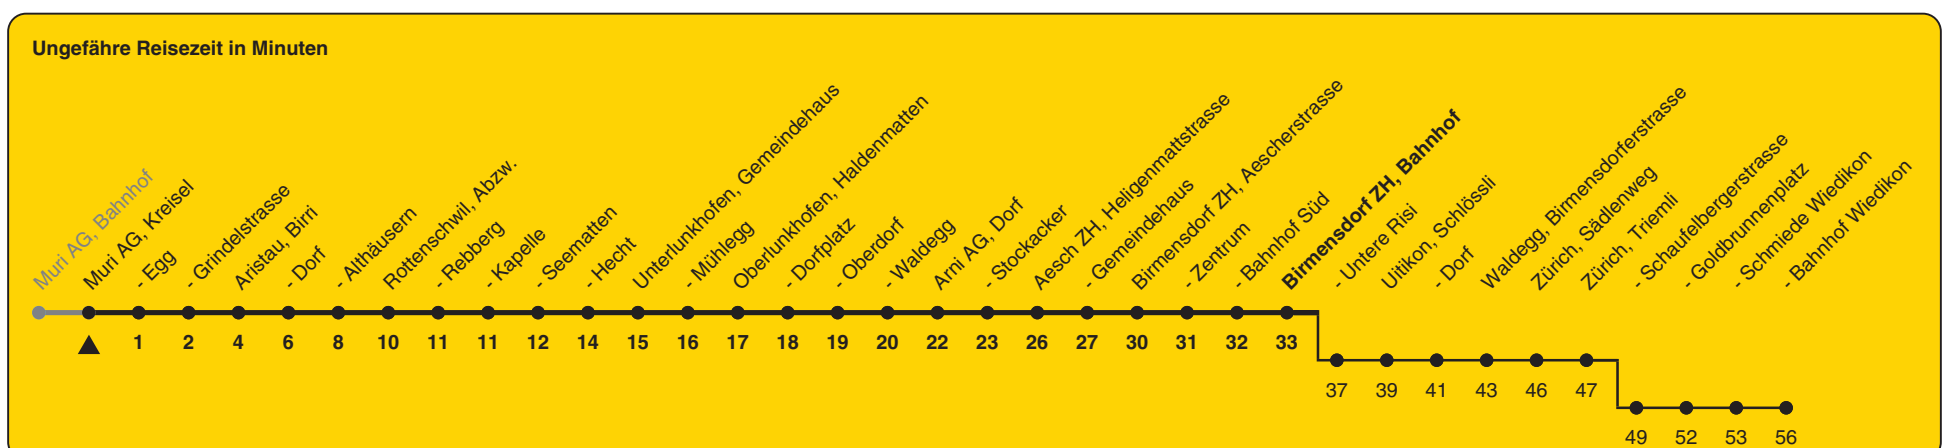 Ungefähre Reisezeit in Minuten
Muri AG, Bahnhof
Muri AG, Kreisel
- Egg
- Grindelstrasse
Aristau, Birri
- Dorf
- Althäusern
Rottenschwil, Abzw.
- Rebberg
- Kapelle
- Seematten
- Hecht
Unterlunkhofen, Gemeindehaus
- Mühlegg
Oberlunkhofen, Haldenmatten
- Dorfplatz
- Oberdorf
- Waldegg
Arni AG, Dorf
- Stockacker
Aesch ZH, Heligenmattstrasse
- Gemeindehaus
Birmensdorf ZH, Aescherstrasse
- Zentrum
- Bahnhof Süd
Birmensdorf ZH, Bahnhof
- Untere Risi
Uitikon, Schlössli
- Dorf
Waldegg, Birmensdorferstrasse
Zürich, Sädlenweg
Zürich, Triemli
- Schaufelbergerstrasse
- Goldbrunnenplatz
- Schmiede Wiedikon
- Bahnhof Wiedikon
1 2 4 6 8 10 11 11 12 14 15 16 17 18 19 20 22 23 26 27 30 31 32 33
37 39 41 43 46 47
49 52 53 56